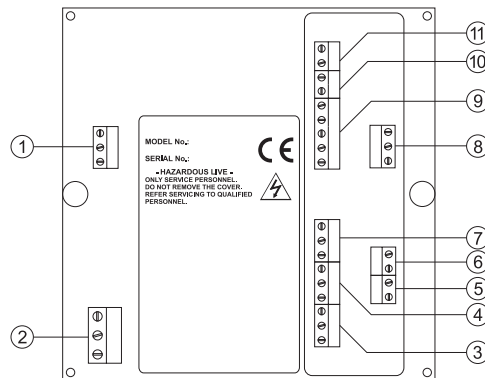 11
10
9
8
1
MODEL No.:
SERIAL No.:
CE
- HAZARDOUS LIVE -
ONLY SERVICE PERSONNEL.
DO NOT REMOVE THE COVER.
REFER SERVICING TO QUALIFIED
PERSONNEL.
7
6
5
4
2
3